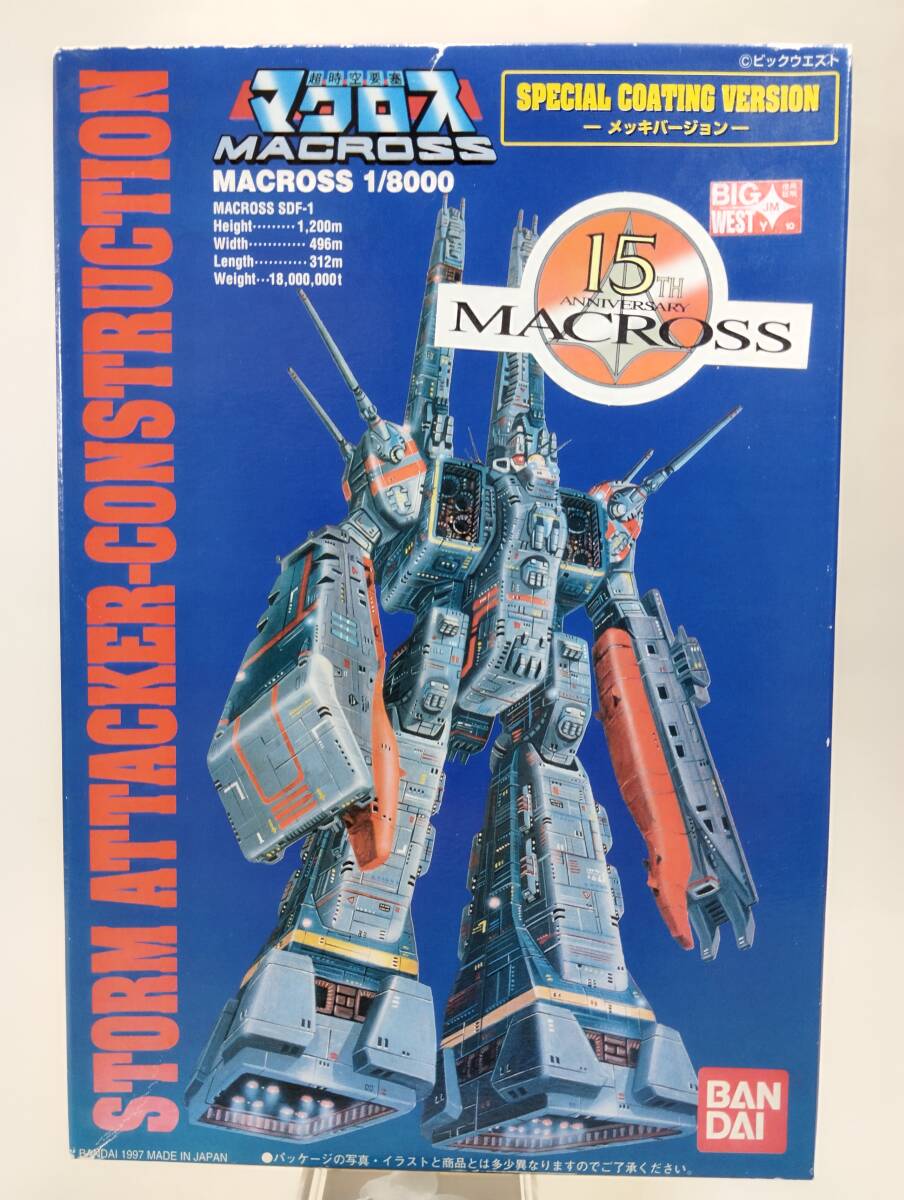 ©ビックウエスト
超時空要塞
マクロス
MACROSS
SPECIAL COATING VERSION
―メッキバージョン―
MACROSS 1/8000
MACROSS SDF-1
Height………1,200m
Width…………496m
Length…………312m
Weight…18,000,000t
BIG
WEST
JM
10
15TH
ANNIVERSARY
MACROSS
STORM ATTACKER-CONSTRUCTION
BAN
DAI
BANDAI 1997 MADE IN JAPAN
●パッケージの写真・イラストと商品とは多少異なりますのでご了承ください。